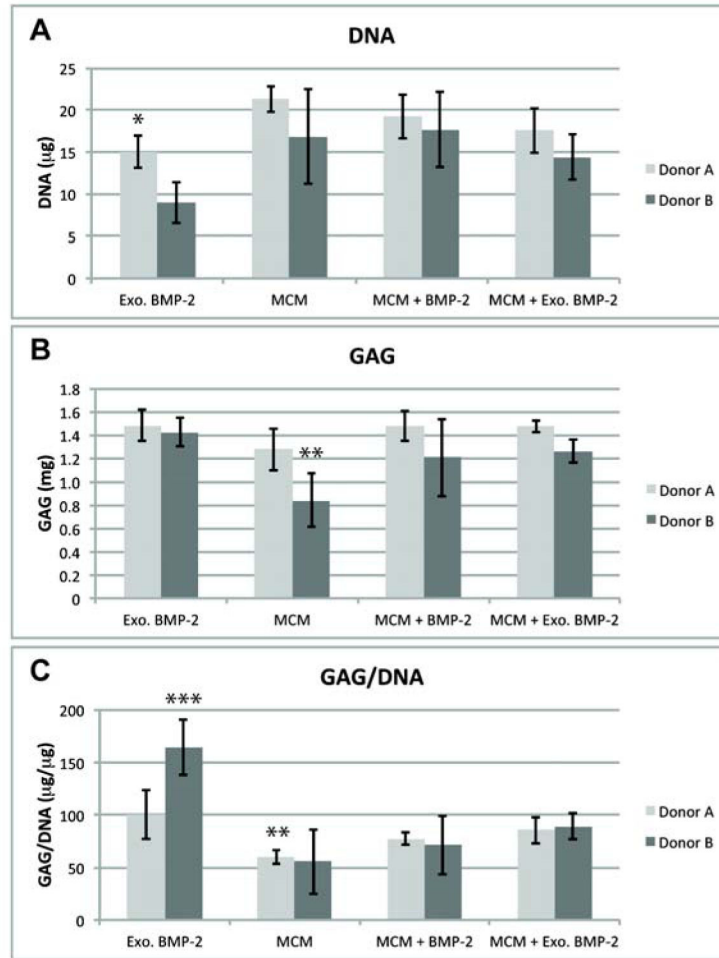 A
DNA
25
20
15
10
5
0
DNA (μg)
*
Exo. BMP-2 MCM MCM + BMP-2 MCM + Exo. BMP-2
Donor A
Donor B
B
GAG
1.8
1.6
1.4
1.2
1.0
0.8
0.6
0.4
0.2
0
GAG (mg)
**
Exo. BMP-2 MCM MCM + BMP-2 MCM + Exo. BMP-2
Donor A
Donor B
C
GAG/DNA
200
150
100
50
0
GAG/DNA (μg/μg)
***
**
Exo. BMP-2 MCM MCM + BMP-2 MCM + Exo. BMP-2
Donor A
Donor B